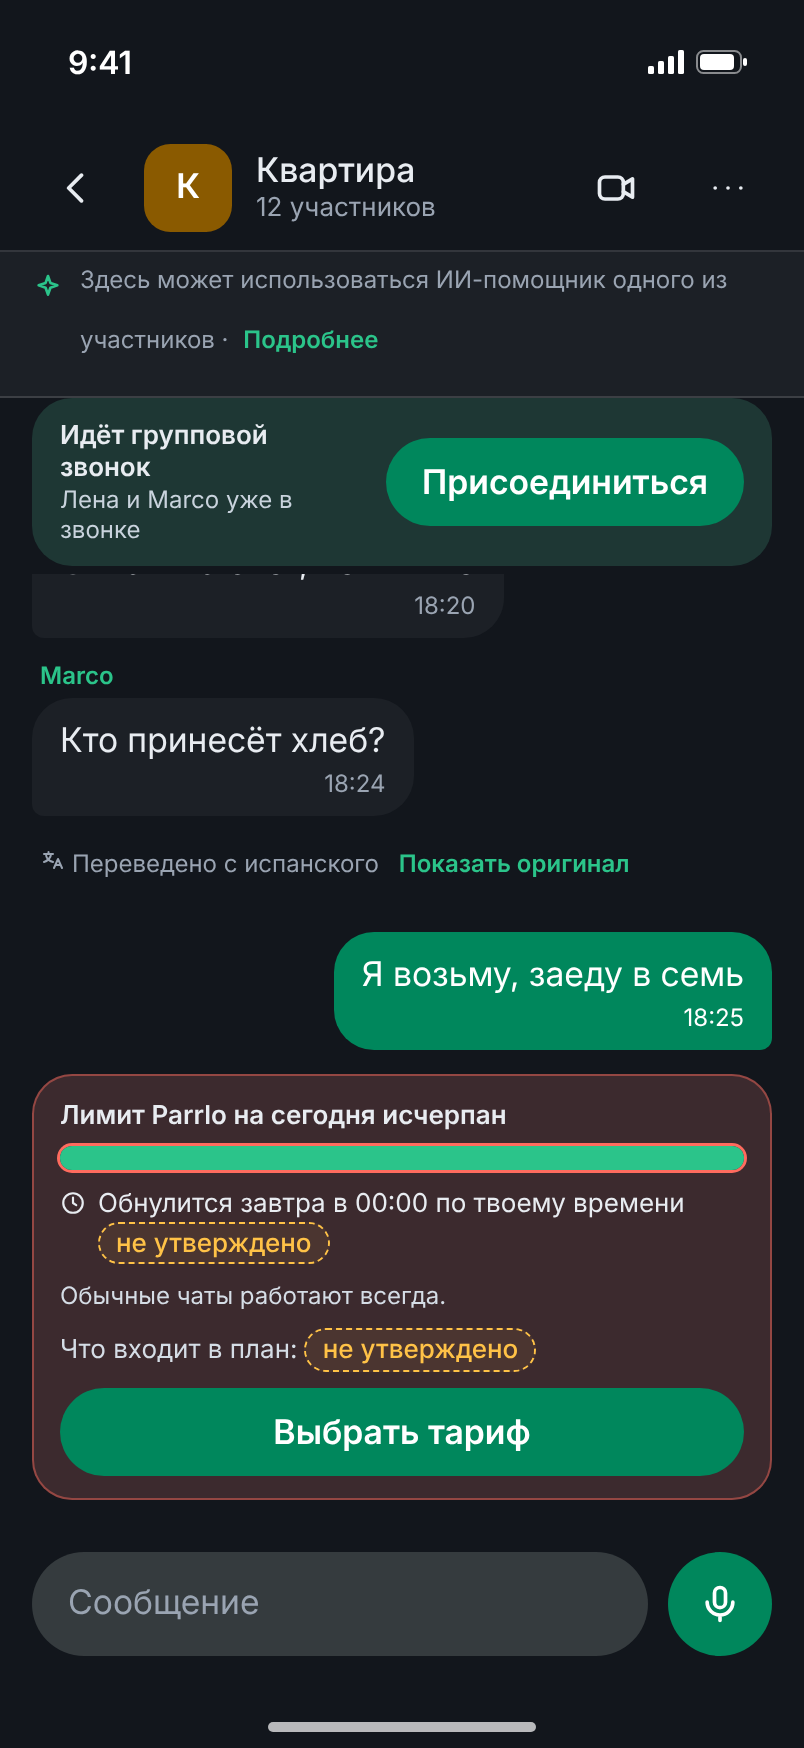 9:41
К
Квартира
12 участников
···
Здесь может использоваться ИИ-помощник одного из
участников · Подробнее
Идёт групповой
звонок
Лена и Marco уже в
звонке
Присоединиться
18:20
Marco
Кто принесёт хлеб?
18:24
Переведено с испанского Показать оригинал
Я возьму, заеду в семь
18:25
Лимит Parrlo на сегодня исчерпан
Обнулится завтра в 00:00 по твоему времени
не утверждено
Обычные чаты работают всегда.
Что входит в план: не утверждено
Выбрать тариф
Сообщение